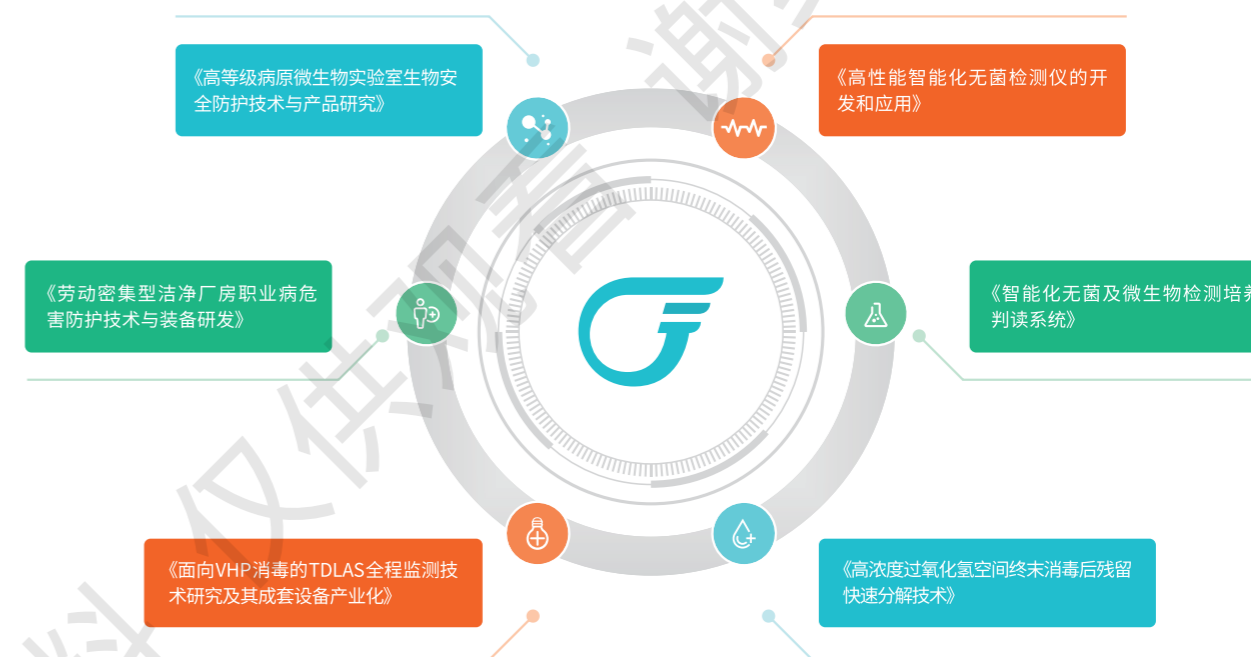 《高等级病原微生物实验室生物安
全防护技术与产品研究》
《高性能智能化无菌检测仪的开
发和应用》
《劳动密集型洁净厂房职业病危
害防护技术与装备研发》
《智能化无菌及微生物检测培养
判读系统》
《面向VHP消毒的TDLAS全程监测技
术研究及其成套设备产业化》
《高浓度过氧化氢空间终末消毒后残留
快速分解技术》
料 仅供观看 谢